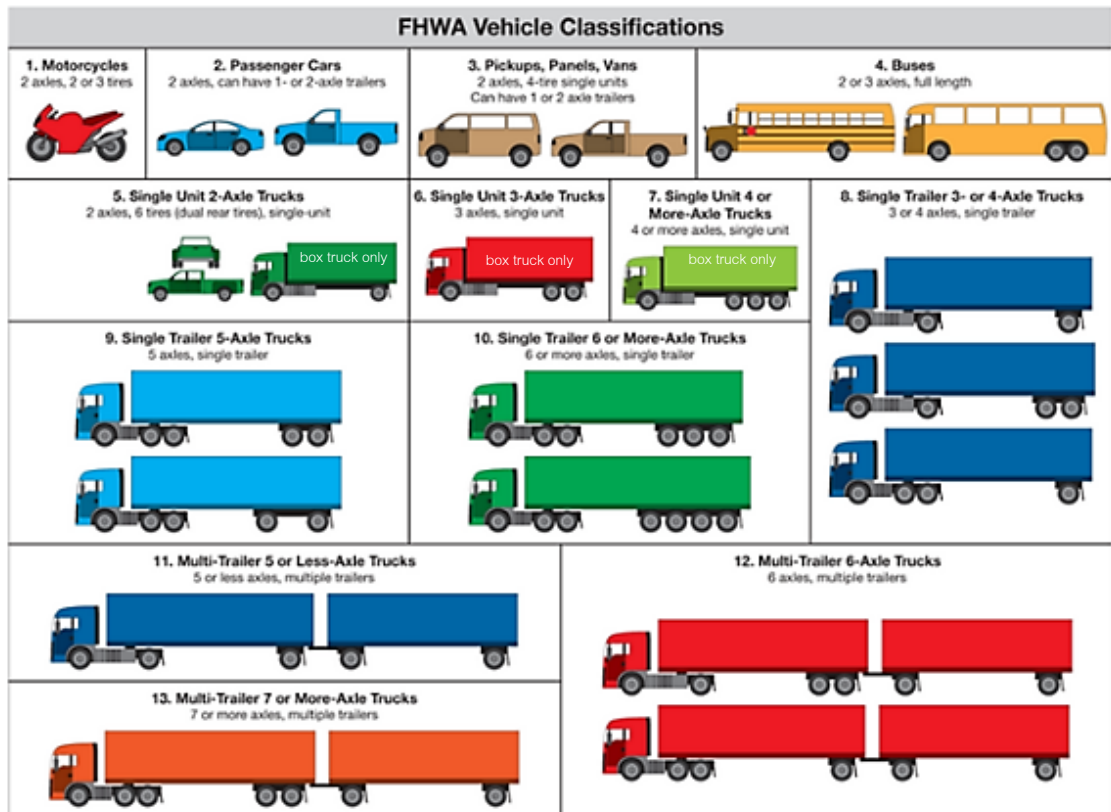 FHWA Vehicle Classifications
1. Motorcycles
2 axles, 2 or 3 tires
2. Passenger Cars
2 axles, can have 1- or 2-axle trailers
3. Pickups, Panels, Vans
2 axles, 4-tire single units
Can have 1 or 2 axle trailers
4. Buses
2 or 3 axles, full length
5. Single Unit 2-Axle Trucks
2 axles, 6 tires (dual rear tires), single-unit
box truck only
6. Single Unit 3-Axle Trucks
3 axles, single unit
box truck only
7. Single Unit 4 or
More-Axle Trucks
4 or more axles, single unit
box truck only
8. Single Trailer 3- or 4-Axle Trucks
3 or 4 axles, single trailer
9. Single Trailer 5-Axle Trucks
5 axles, single trailer
10. Single Trailer 6 or More-Axle Trucks
6 or more axles, single trailer
11. Multi-Trailer 5 or Less-Axle Trucks
5 or less axles, multiple trailers
12. Multi-Trailer 6-Axle Trucks
6 axles, multiple trailers
13. Multi-Trailer 7 or More-Axle Trucks
7 or more axles, multiple trailers